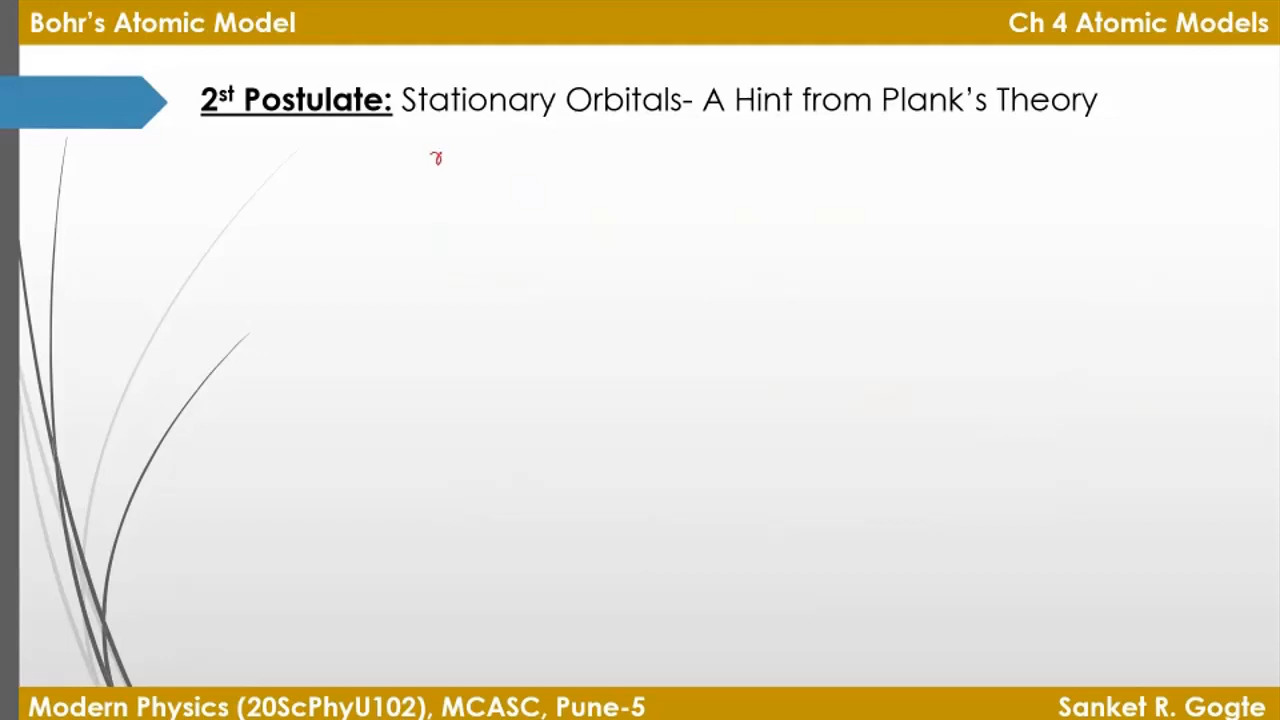 Bohr’s Atomic Model
Ch 4 Atomic Models
2st Postulate: Stationary Orbitals- A Hint from Plank’s Theory
Modern Physics (20ScPhyU102), MCASC, Pune-5
Sanket R. Gogte